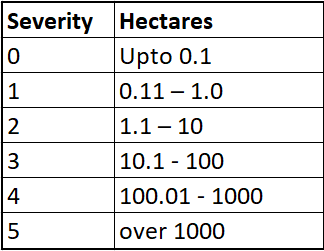 Severity Hectares
0 Upto 0.1
1 0.11 – 1.0
2 1.1 – 10
3 10.1 - 100
4 100.01 - 1000
5 over 1000